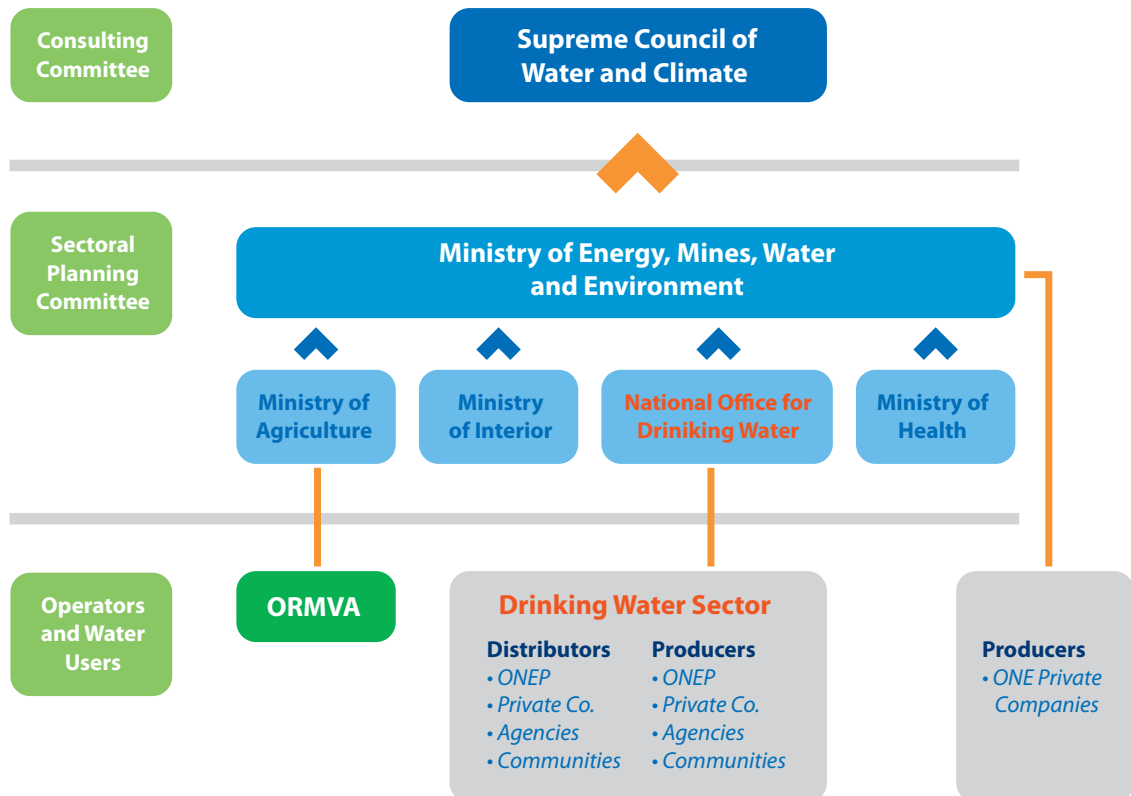 Consulting
Committee
Supreme Council of
Water and Climate
Sectoral
Planning
Committee
Ministry of Energy, Mines, Water
and Environment
Ministry of
Agriculture
Ministry
of Interior
National Office for
Driniking Water
Ministry of
Health
Operators
and Water
Users
ORMVA
Drinking Water Sector
Distributors
• ONEP
• Private Co.
• Agencies
• Communities
Producers
• ONEP
• Private Co.
• Agencies
• Communities
Producers
• ONE Private
Companies